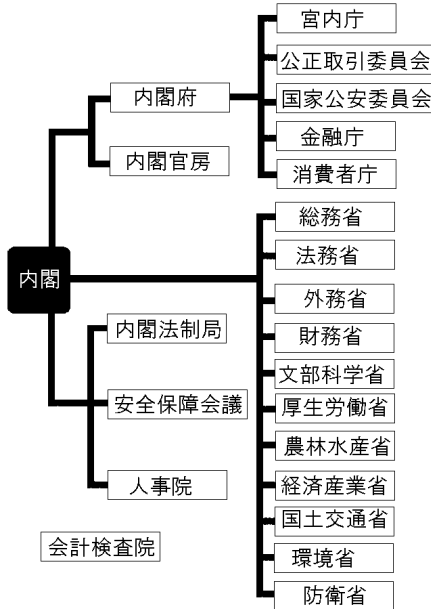 宮内庁
公正取引委員会
内閣府
国家公安委員会
金融庁
内閣官房
消費者庁
総務省
法務省
内閣
外務省
内閣法制局
財務省
文部科学省
安全保障会議
厚生労働省
農林水産省
人事院
経済産業省
国土交通省
会計検査院
環境省
防衛省